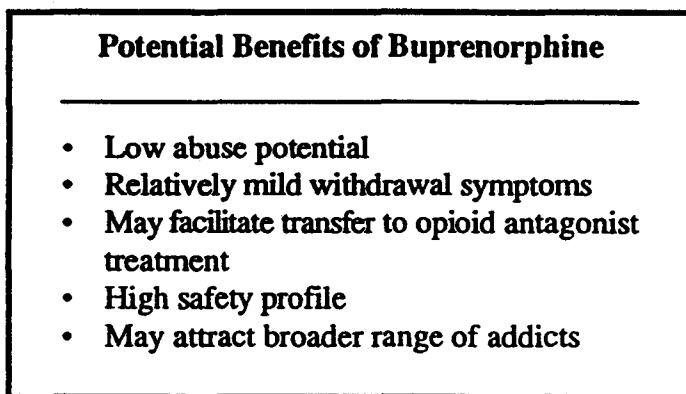 Potential Benefits of Buprenorphine
• Low abuse potential
• Relatively mild withdrawal symptoms
• May facilitate transfer to opioid antagonist
treatment
• High safety profile
• May attract broader range of addicts